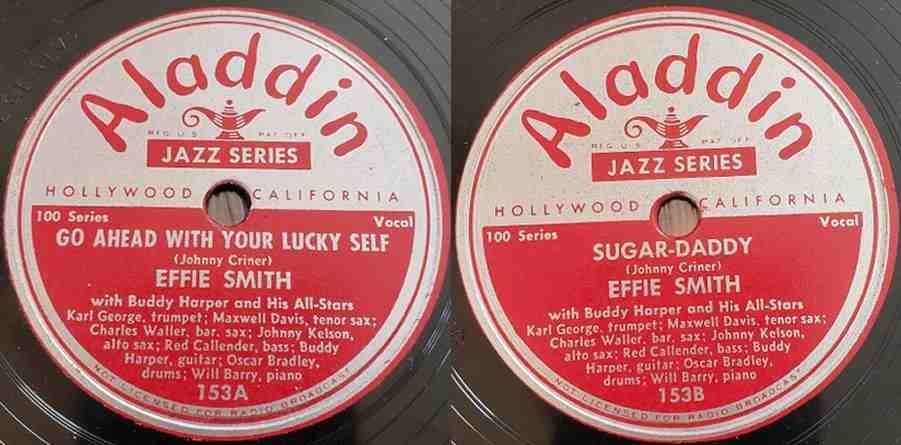 Aladdin
REG. U.S. PAT. OFF.
JAZZ SERIES
HOLLYWOOD CALIFORNIA
100 Series Vocal
GO AHEAD WITH YOUR LUCKY SELF
(Johnny Criner)
EFFIE SMITH
with Buddy Harper and His All-Stars
Karl George, trumpet; Maxwell Davis, tenor sax;
Charles Waller, bar. sax; Johnny Kelson,
alto sax; Red Callender, bass; Buddy
Harper, guitar; Oscar Bradley,
drums; Will Barry, piano
153A
NOT LICENSED FOR RADIO BROADCAST
Aladdin
REG. U.S. PAT. OFF.
JAZZ SERIES
HOLLYWOOD CALIFORNIA
100 Series Vocal
SUGAR-DADDY
(Johnny Criner)
EFFIE SMITH
with Buddy Harper and His All-Stars
Karl George, trumpet; Maxwell Davis, tenor sax;
Charles Waller, bar. sax; Johnny Kelson,
alto sax; Red Callender, bass; Buddy
Harper, guitar; Oscar Bradley,
drums; Will Barry, piano
153B
NOT LICENSED FOR RADIO BROADCAST